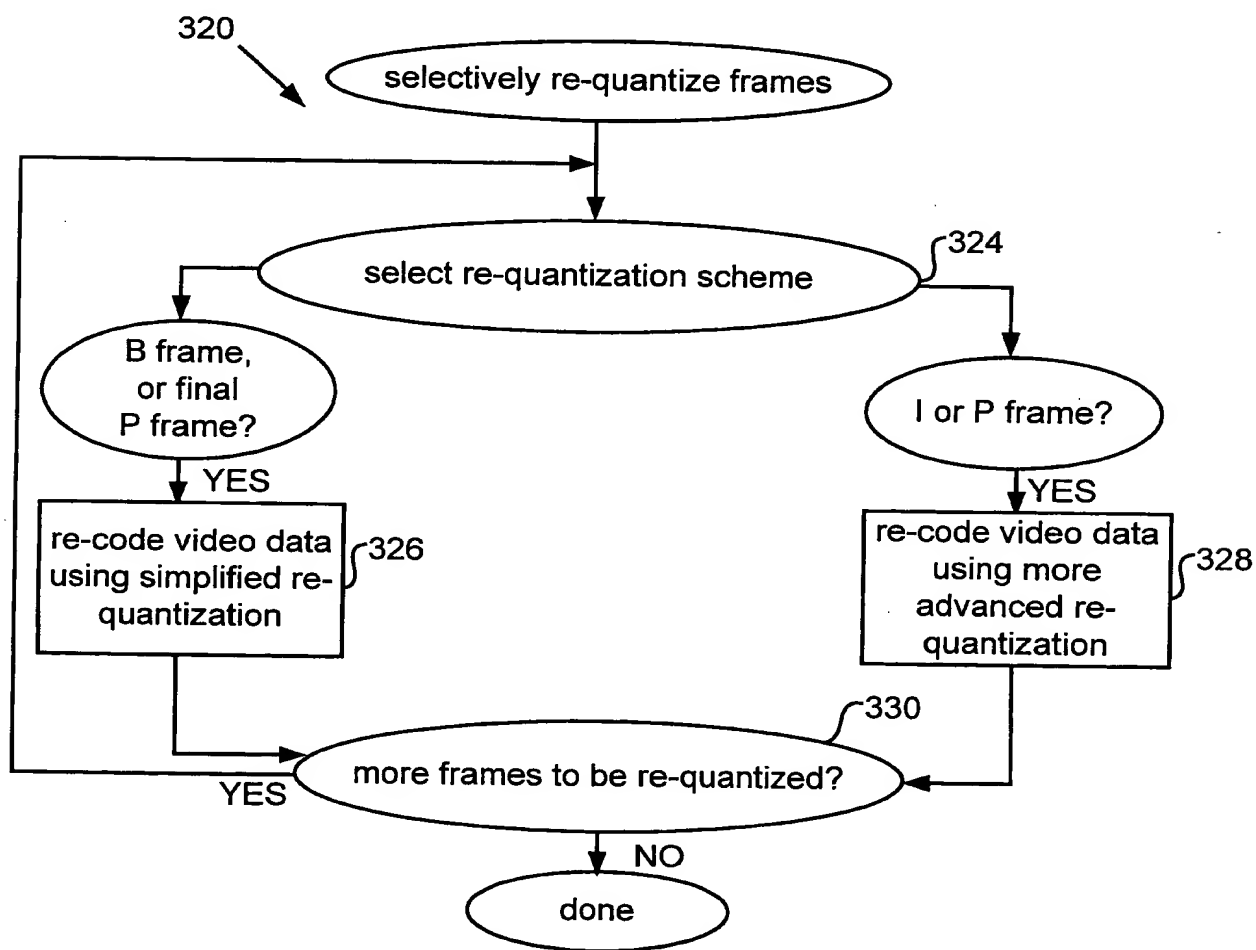 320
selectively re-quantize frames
select re-quantization scheme
324
B frame,
or final
P frame?
I or P frame?
YES
YES
re-code video data
using simplified re-
quantization
326
re-code video data
using more
advanced re-
quantization
328
330
more frames to be re-quantized?
YES
NO
done